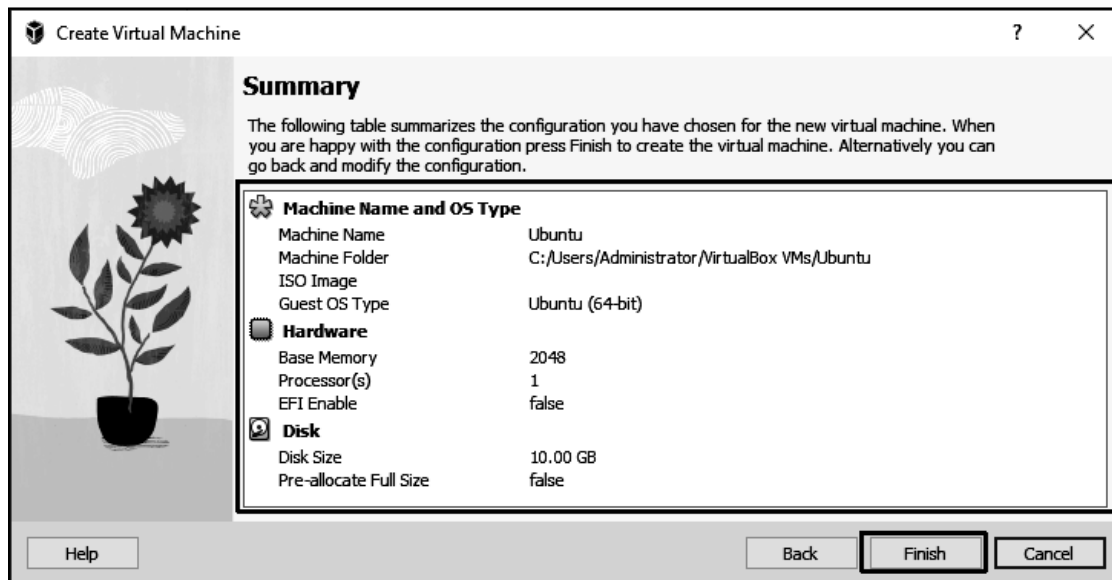 Create Virtual Machine
?
Summary
The following table summarizes the configuration you have chosen for the new virtual machine. When
you are happy with the configuration press Finish to create the virtual machine. Alternatively you can
go back and modify the configuration.
Machine Name and OS Type
Machine Name Ubuntu
Machine Folder C:/Users/Administrator/VirtualBox VMs/Ubuntu
ISO Image
Guest OS Type Ubuntu (64-bit)
Hardware
Base Memory 2048
Processor(s) 1
EFI Enable false
Disk
Disk Size 10.00 GB
Pre-allocate Full Size false
Help Back Finish Cancel